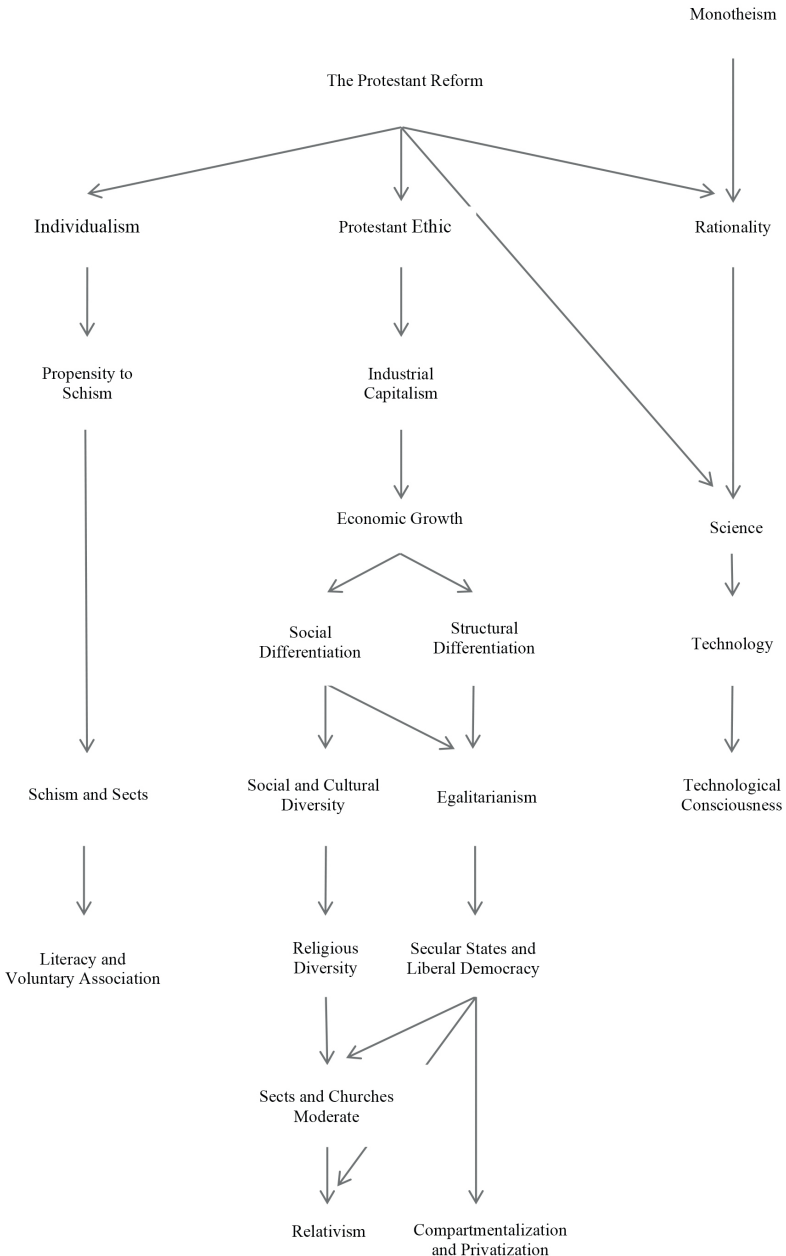 Monotheism
The Protestant Reform
Individualism
Protestant Ethic
Rationality
Propensity to
Schism
Industrial
Capitalism
Economic Growth
Science
Social
Differentiation
Structural
Differentiation
Technology
Schism and Sects
Social and Cultural
Diversity
Egalitarianism
Technological
Consciousness
Literacy and
Voluntary Association
Religious
Diversity
Secular States and
Liberal Democracy
Sects and Churches
Moderate
Relativism
Compartmentalization
and Privatization